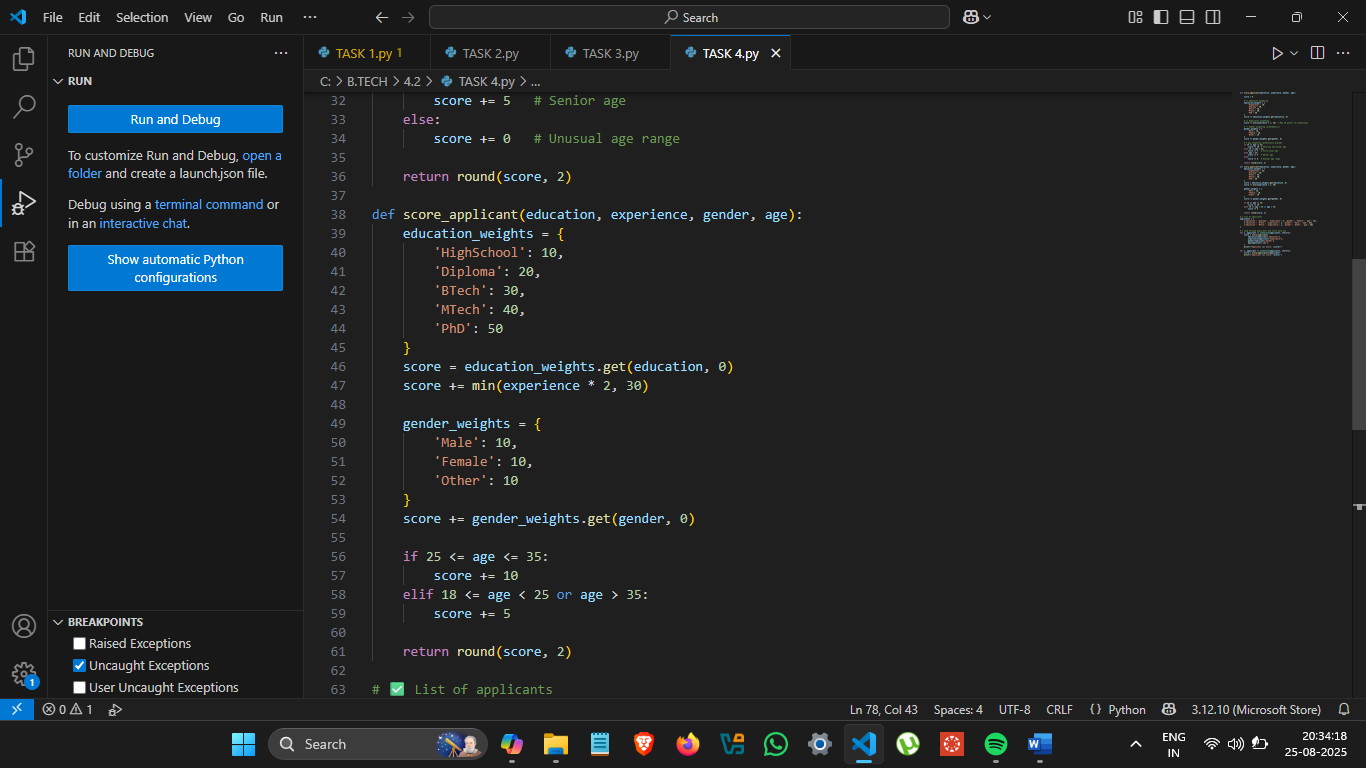 File Edit Selection View Go Run ··· Search
RUN AND DEBUG ···
TASK 1.py 1 TASK 2.py TASK 3.py TASK 4.py
RUN
C: > B.TECH > 4.2 > TASK 4.py > ...
Run and Debug
To customize Run and Debug, open a
folder and create a launch.json file.
Debug using a terminal command or
in an interactive chat.
Show automatic Python
configurations
32 score += 5 # Senior age
33 else:
34 score += 0 # Unusual age range
35
36 return round(score, 2)
37
38 def score_applicant(education, experience, gender, age):
39 education_weights = {
40 'HighSchool': 10,
41 'Diploma': 20,
42 'BTech': 30,
43 'MTech': 40,
44 'PhD': 50
45 }
46 score = education_weights.get(education, 0)
47 score += min(experience * 2, 30)
48
49 gender_weights = {
50 'Male': 10,
51 'Female': 10,
52 'Other': 10
53 }
54 score += gender_weights.get(gender, 0)
55
56 if 25 <= age <= 35:
57 score += 10
58 elif 18 <= age < 25 or age > 35:
59 score += 5
60
61 return round(score, 2)
62
63 # ✅ List of applicants
BREAKPOINTS
Raised Exceptions
Uncaught Exceptions
User Uncaught Exceptions
1
0 1 Ln 78, Col 43 Spaces: 4 UTF-8 CRLF {} Python 3.12.10 (Microsoft Store)
Search
ENG
IN
20:34:18
25-08-2025